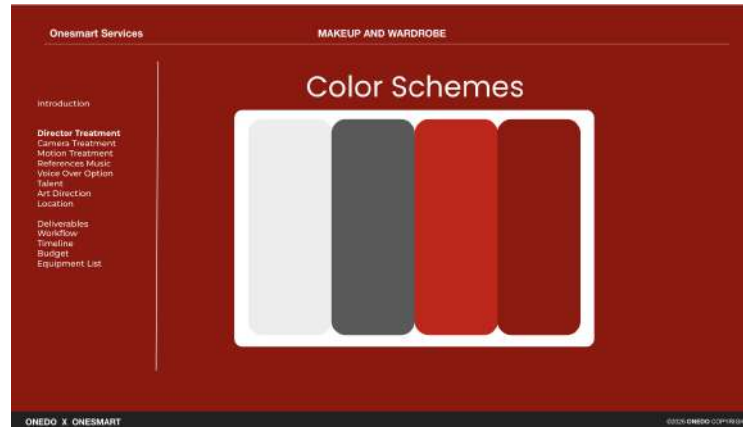 Onesmart Services
MAKEUP AND WARDROBE
Color Schemes
Introduction
Director Treatment
Camera Treatment
Motion Treatment
References Music
Voice Over Option
Talent
Art Direction
Location
Deliverables
Workflow
Timeline
Budget
Equipment List
ONEDO X ONESMART
ONEDO